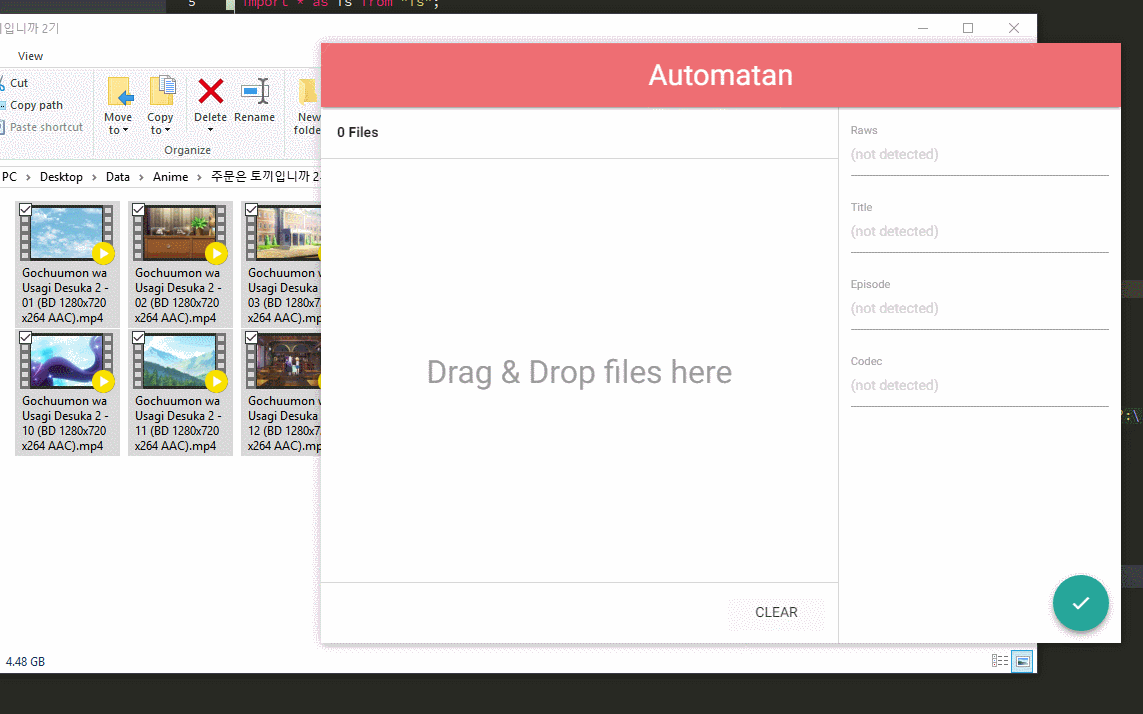 5 import * as fs from "fs";
입니까 2기
View
Cut
Copy path
Paste shortcut
Move to
Copy to
Delete
Rename
New folde
Organize
PC › Desktop › Data › Anime › 주문은 토끼입니까 2
Gochuumon wa Usagi Desuka 2 - 01 (BD 1280x720 x264 AAC).mp4
Gochuumon wa Usagi Desuka 2 - 02 (BD 1280x720 x264 AAC).mp4
Gochuumon w Usagi Desuka 2 03 (BD 1280x72 x264 AAC).mp
Gochuumon wa Usagi Desuka 2 - 10 (BD 1280x720 x264 AAC).mp4
Gochuumon wa Usagi Desuka 2 - 11 (BD 1280x720 x264 AAC).mp4
Gochuumon w Usagi Desuka 2 12 (BD 1280x72 x264 AAC).mp
4.48 GB
Automatan
0 Files
Drag & Drop files here
CLEAR
Raws
(not detected)
Title
(not detected)
Episode
(not detected)
Codec
(not detected)